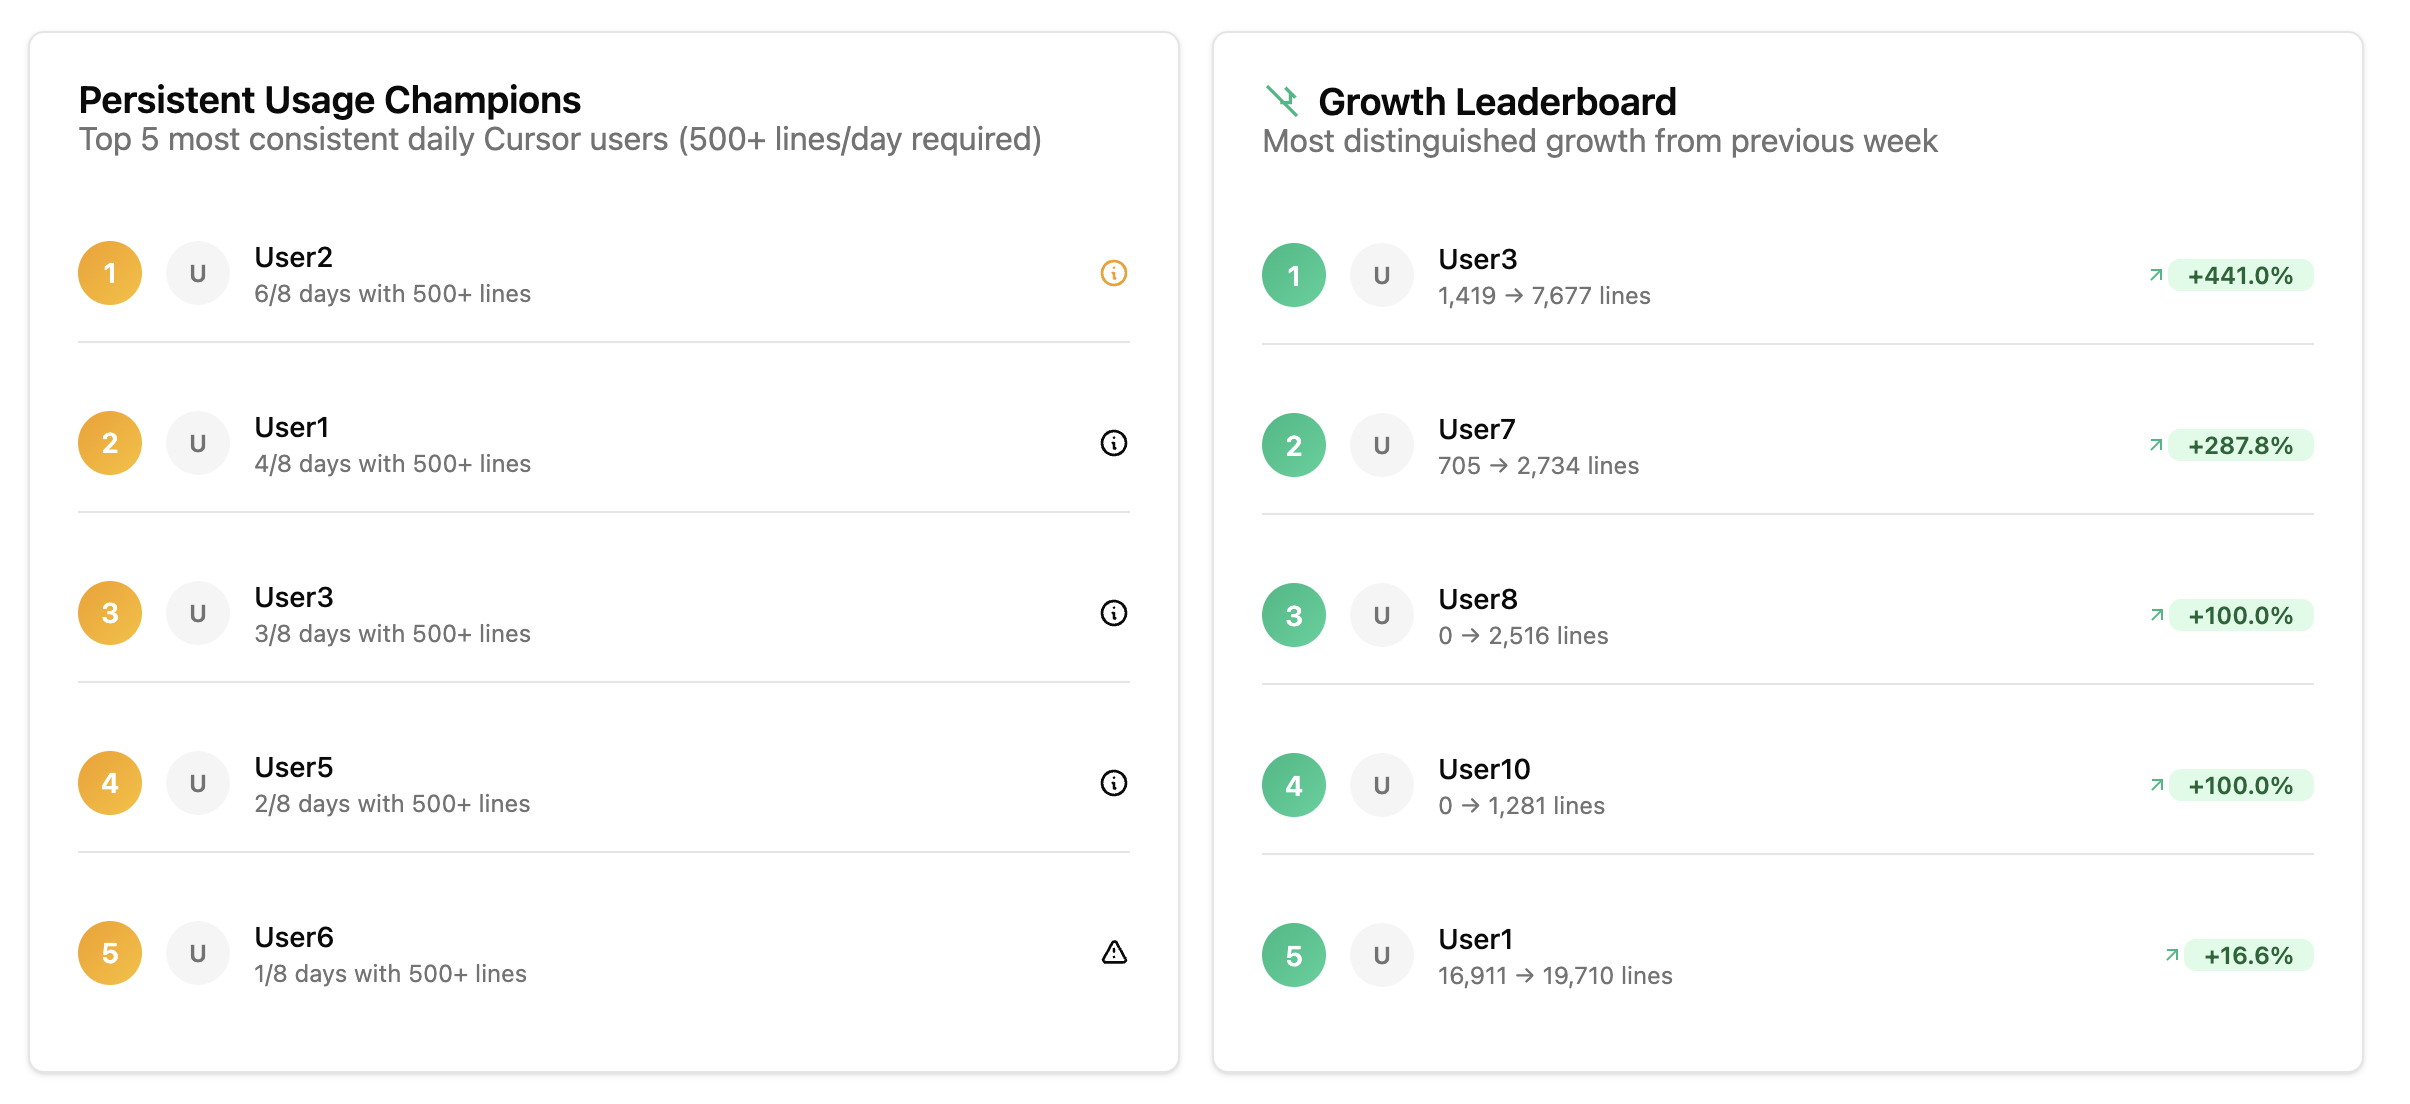 Persistent Usage Champions
Top 5 most consistent daily Cursor users (500+ lines/day required)
1
U
User2
6/8 days with 500+ lines
2
U
User1
4/8 days with 500+ lines
3
U
User3
3/8 days with 500+ lines
4
U
User5
2/8 days with 500+ lines
5
U
User6
1/8 days with 500+ lines
Growth Leaderboard
Most distinguished growth from previous week
1
U
User3
1,419 → 7,677 lines
+441.0%
2
U
User7
705 → 2,734 lines
+287.8%
3
U
User8
0 → 2,516 lines
+100.0%
4
U
User10
0 → 1,281 lines
+100.0%
5
U
User1
16,911 → 19,710 lines
+16.6%